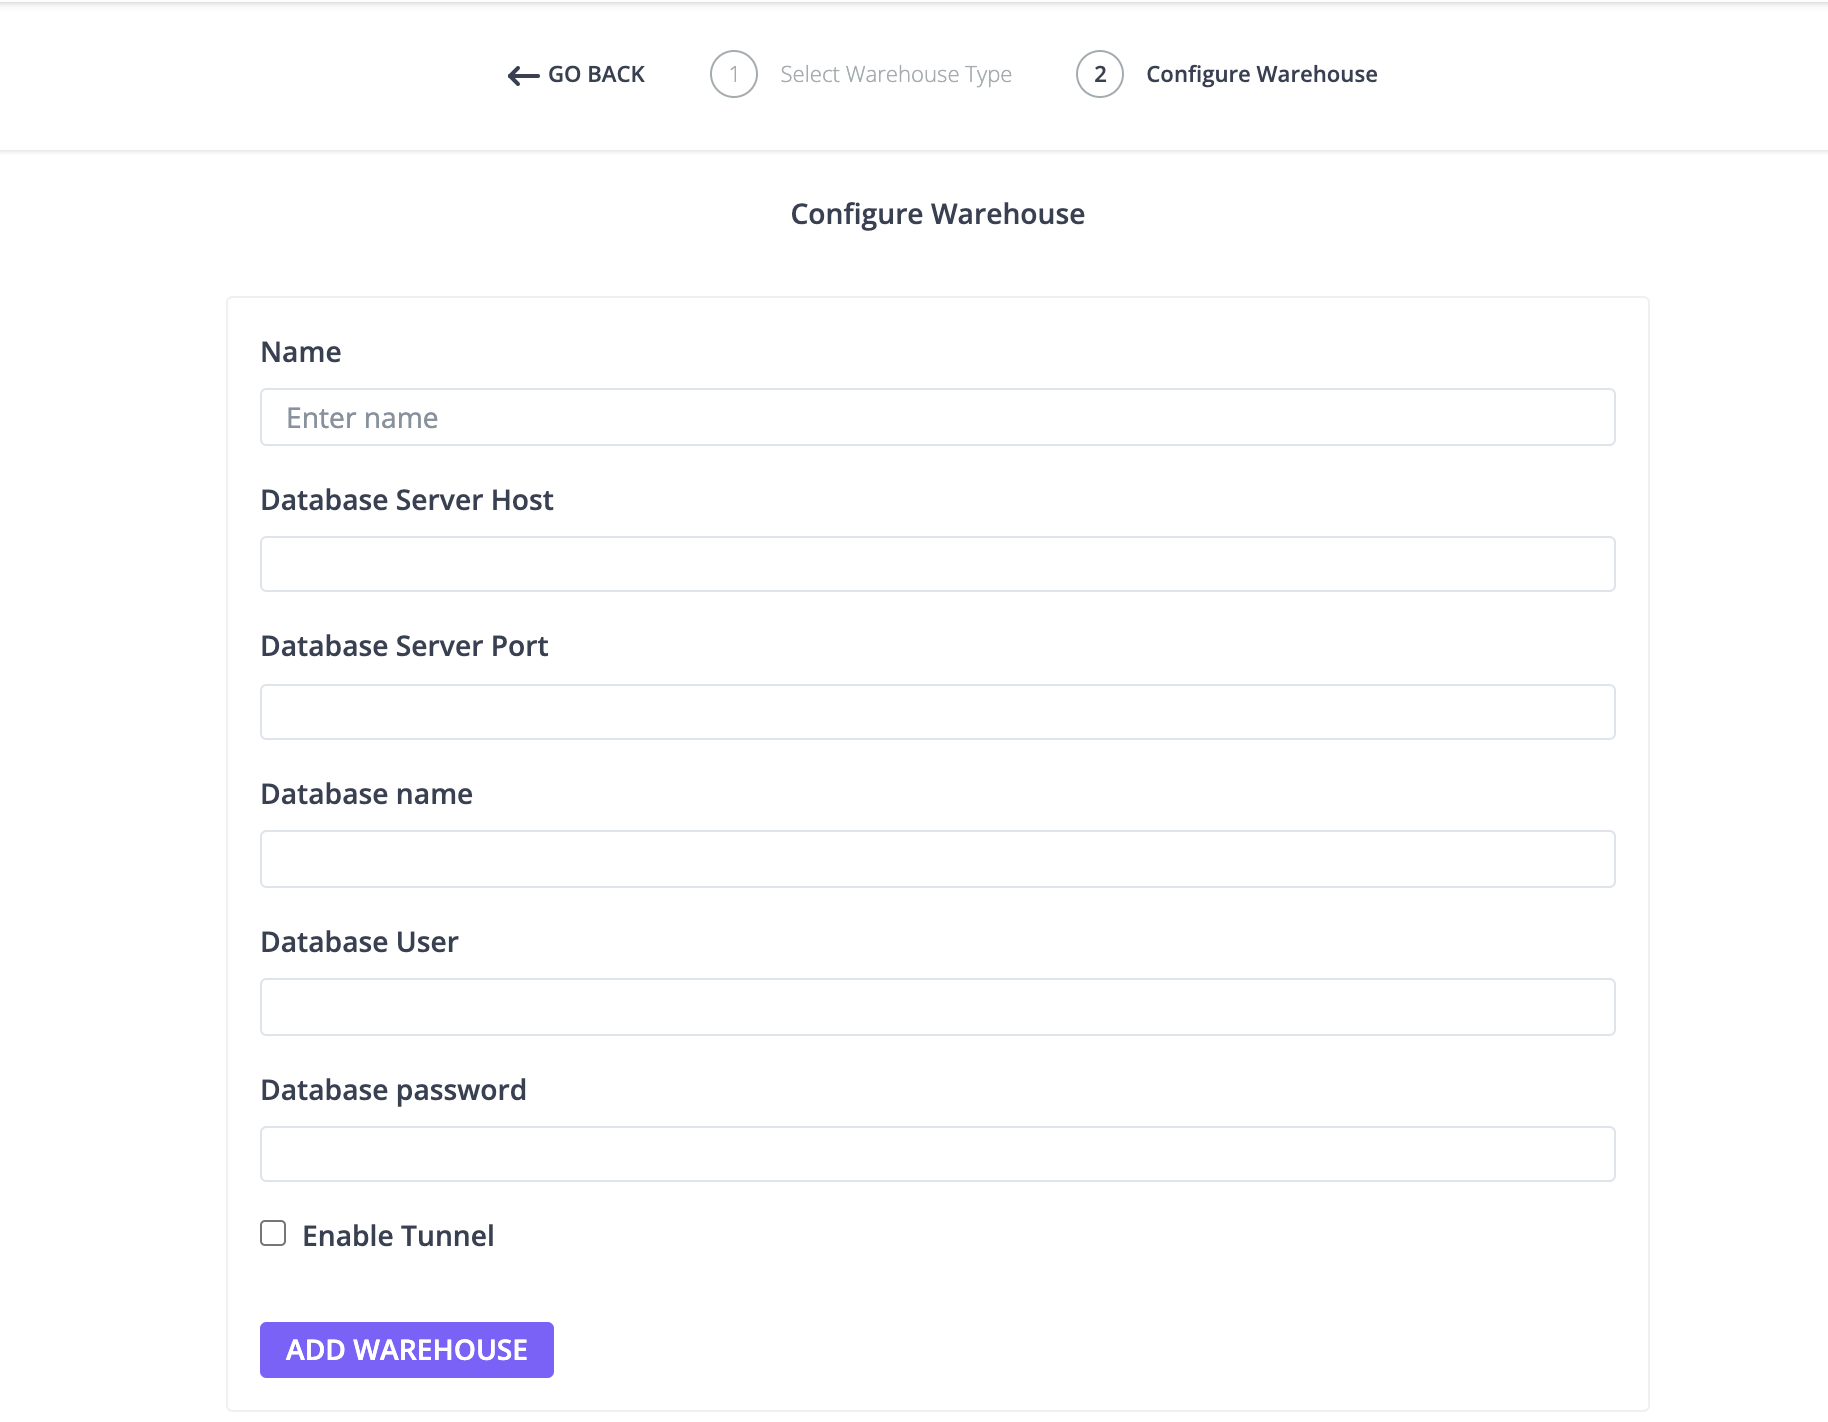 GO BACK 1 Select Warehouse Type 2 Configure Warehouse
Configure Warehouse
Name
Enter name
Database Server Host
Database Server Port
Database name
Database User
Database password
Enable Tunnel
ADD WAREHOUSE